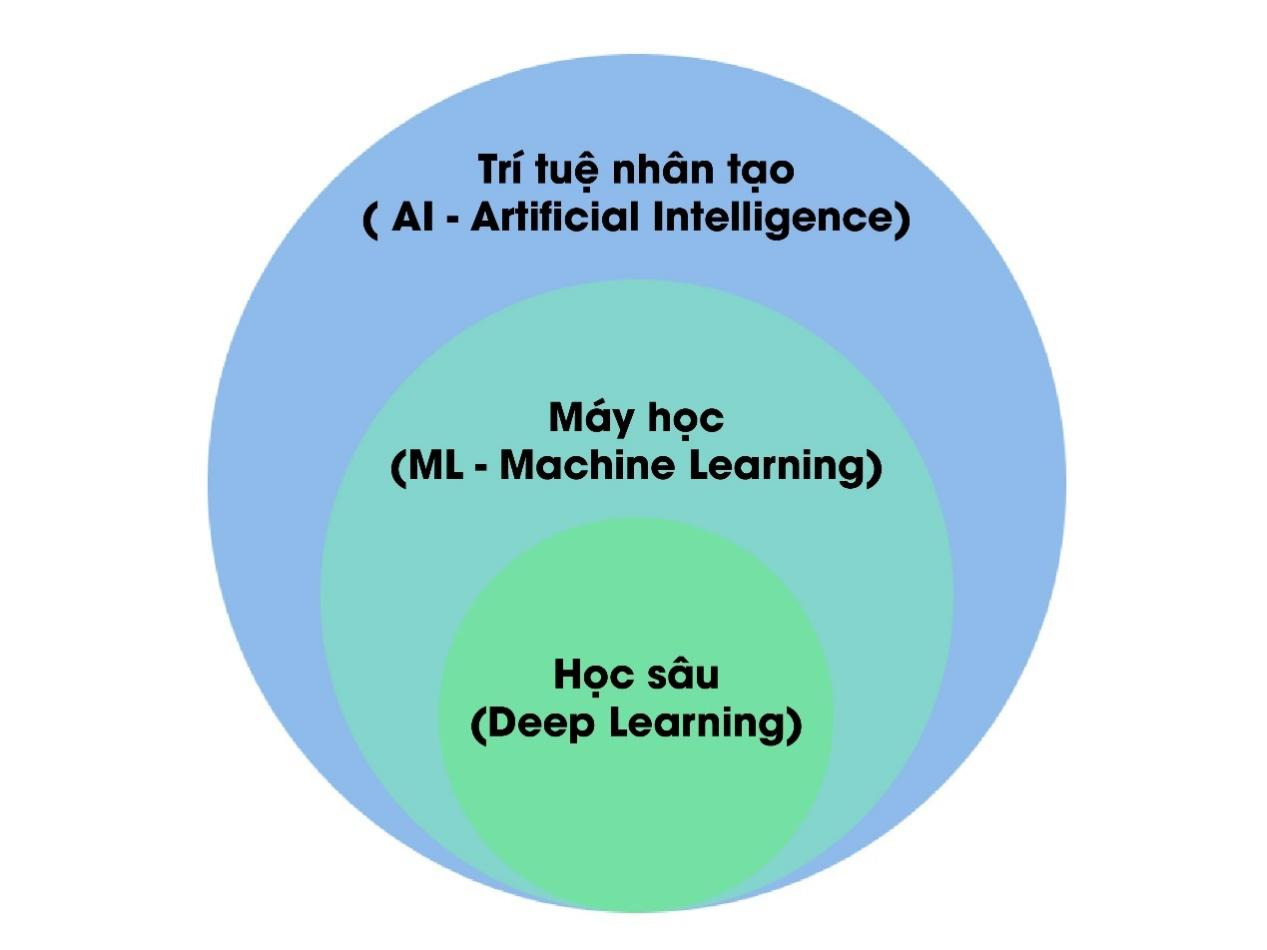 Trí tuệ nhân tạo
( AI - Artificial Intelligence)
Máy học
(ML - Machine Learning)
Học sâu
(Deep Learning)